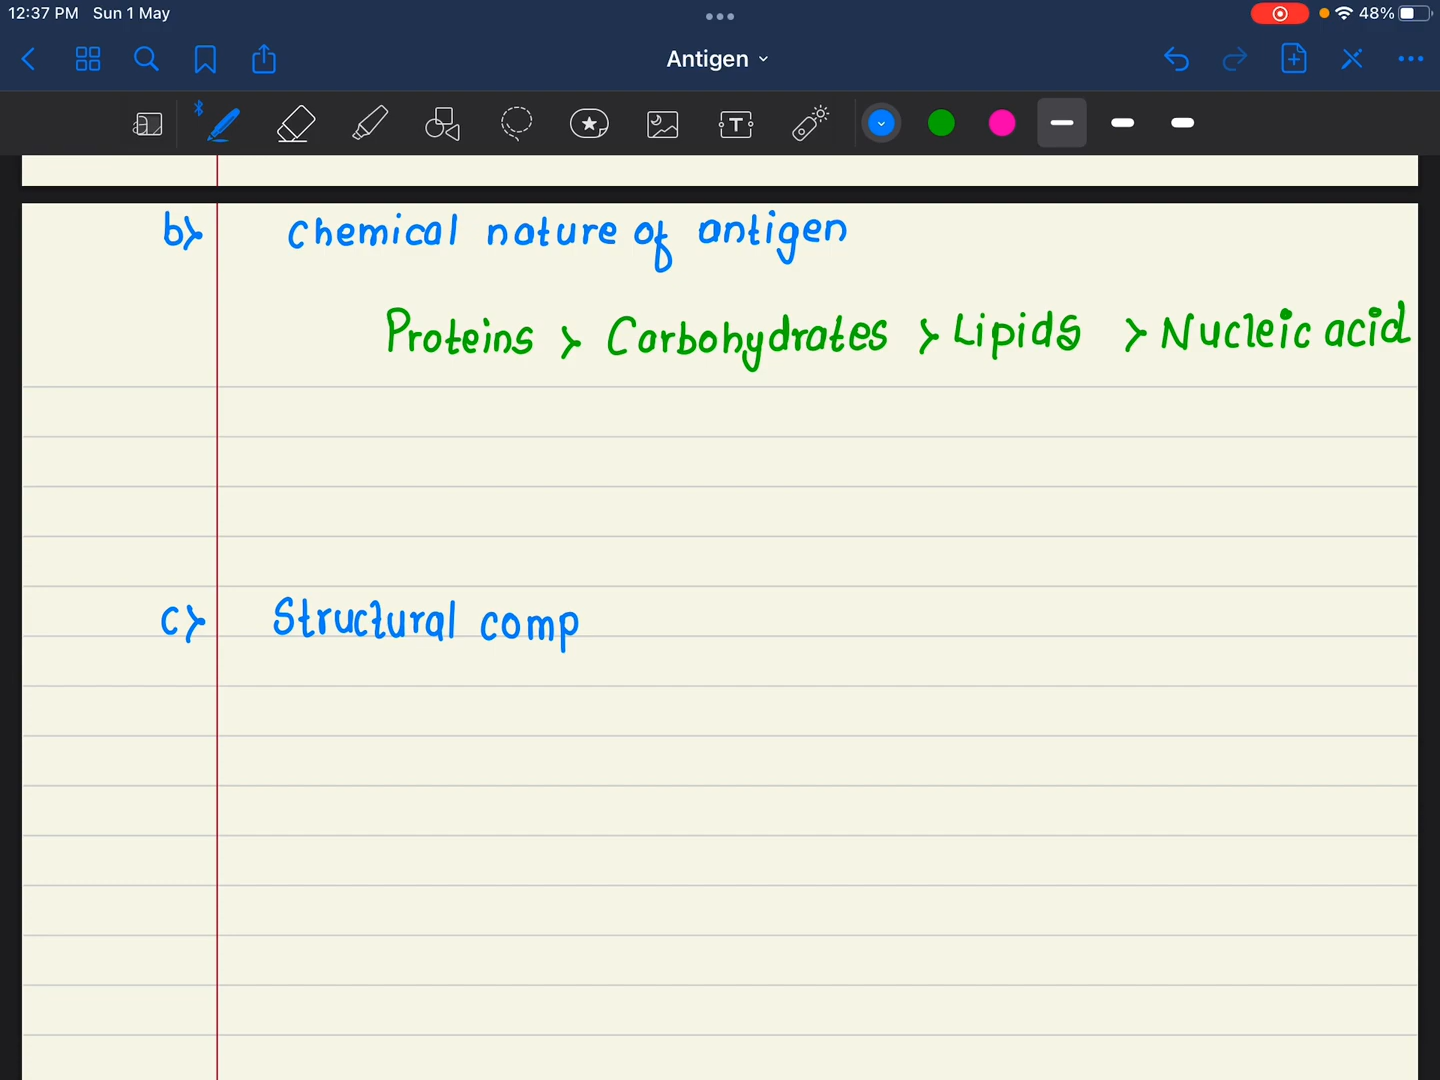 12:37 PM Sun 1 May
48%
Antigen
T
b> Chemical nature of antigen
Proteins > Carbohydrates > Lipids > Nucleic acid
c> Structural comp